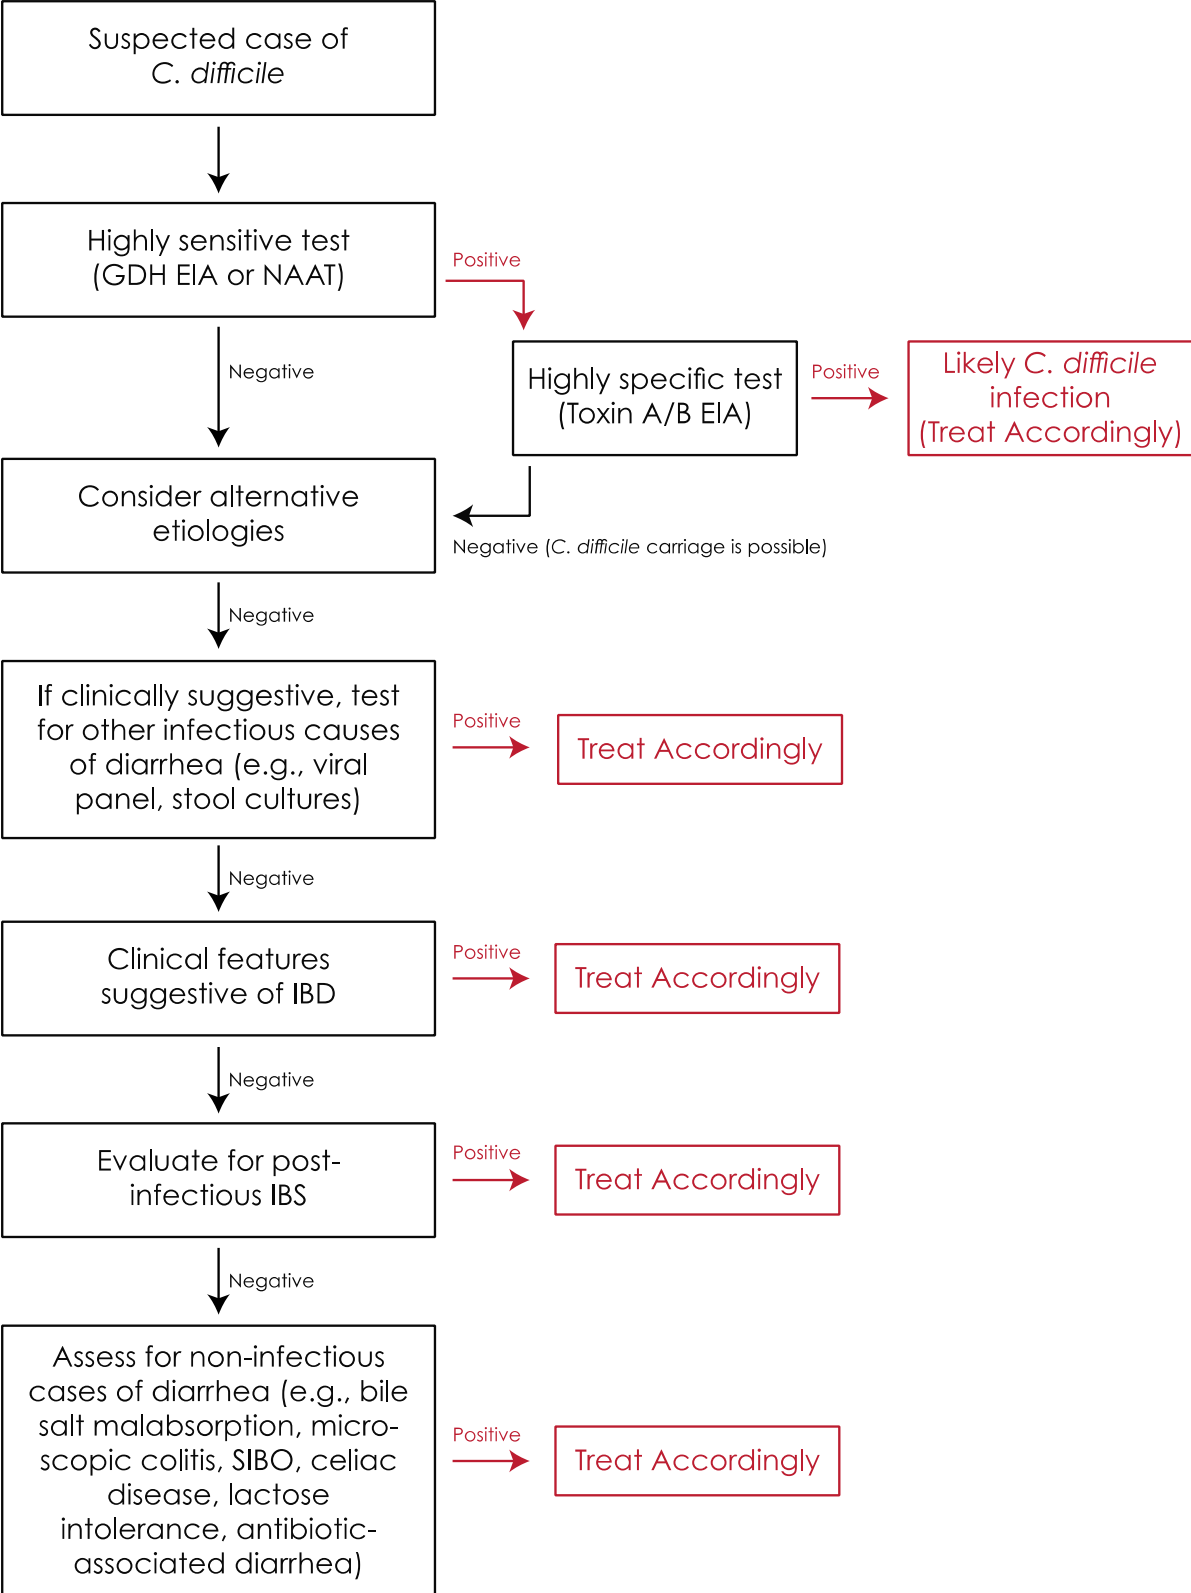 Suspected case of
C. difficile
Highly sensitive test
(GDH EIA or NAAT)
Positive
Negative
Highly specific test
(Toxin A/B EIA)
Positive
Likely C. difficile
infection
(Treat Accordingly)
Consider alternative
etiologies
Negative (C. difficile carriage is possible)
Negative
If clinically suggestive, test
for other infectious causes
of diarrhea (e.g., viral
panel, stool cultures)
Positive
Treat Accordingly
Negative
Clinical features
suggestive of IBD
Positive
Treat Accordingly
Negative
Evaluate for post-
infectious IBS
Positive
Treat Accordingly
Negative
Assess for non-infectious
cases of diarrhea (e.g., bile
salt malabsorption, micro-
scopic colitis, SIBO, celiac
disease, lactose
intolerance, antibiotic-
associated diarrhea)
Positive
Treat Accordingly